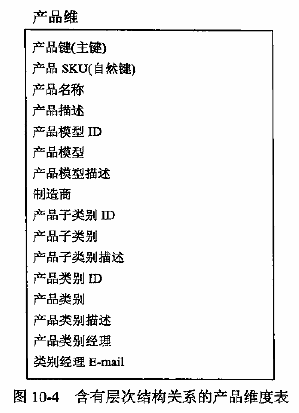 产品维
产品键(主键)
产品 SKU(自然键)
产品名称
产品描述
产品模型 ID
产品模型
产品模型描述
制造商
产品子类别 ID
产品子类别
产品子类别描述
产品类别 ID
产品类别
产品类别描述
产品类别经理
类别经理 E-mail
图 10-4 含有层次结构关系的产品维度表